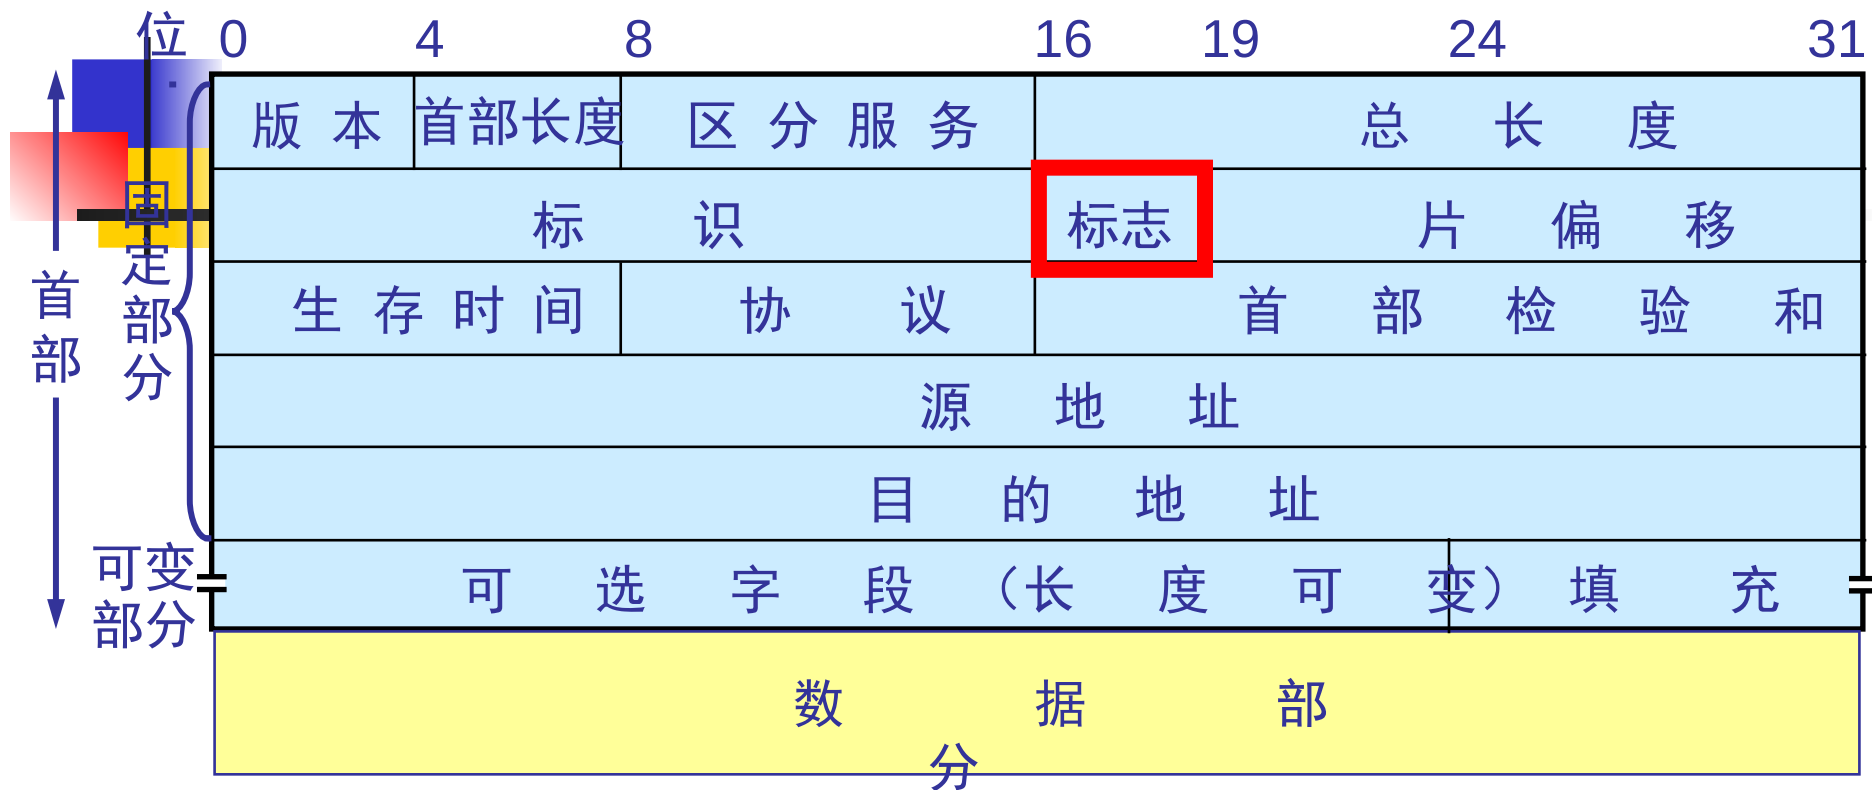 位 0 4 8 16 19 24 31
版 本 首部长度 区 分 服 务 总 长 度
标 识 标志 片 偏 移
生 存 时 间 协 议 首 部 检 验 和
源 地 址
目 的 地 址
可 选 字 段 （长 度 可 变） 填 充
数 据 部
分
首
部
固
定
部
分
可变
部分